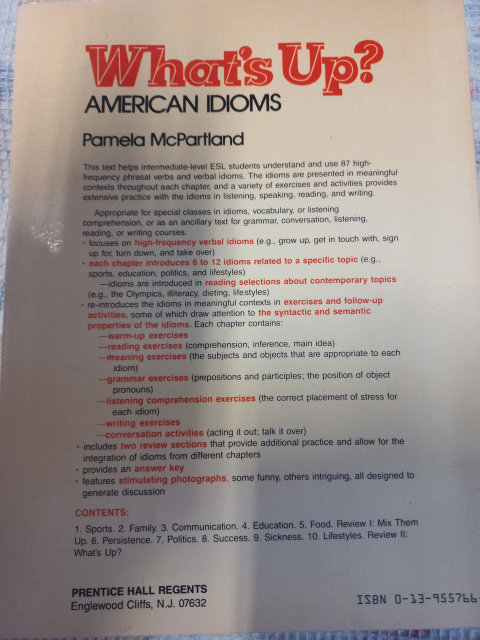 What's Up?
AMERICAN IDIOMS
Pamela McPartland
This text helps intermediate-level ESL students understand and use 87 high-
frequency phrasal verbs and verbal idioms. The idioms are presented in meaningful
contexts throughout each chapter, and a variety of exercises and activities provides
extensive practice with the idioms in listening, speaking, reading, and writing.
Appropriate for special classes in idioms, vocabulary, or listening
comprehension, or as an ancillary text for grammar, conversation, listening,
reading, or writing courses.
• focuses on high-frequency verbal idioms (e.g., grow up, get in touch with, sign
up for, turn down, and take over)
• each chapter introduces 6 to 12 idioms related to a specific topic (e.g.,
sports, education, politics, and lifestyles)
—idioms are introduced in reading selections about contemporary topics
(e.g., the Olympics, illiteracy, dieting, lifestyles)
• re-introduces the idioms in meaningful contexts in exercises and follow-up
activities, some of which draw attention to the syntactic and semantic
properties of the idioms. Each chapter contains:
—warm-up exercises
—reading exercises (comprehension, inference, main idea)
—meaning exercises (the subjects and objects that are appropriate to each
idiom)
—grammar exercises (prepositions and participles; the position of object
pronouns)
—listening comprehension exercises (the correct placement of stress for
each idiom)
—writing exercises
—conversation activities (acting it out; talk it over)
• includes two review sections that provide additional practice and allow for the
integration of idioms from different chapters
• provides an answer key
• features stimulating photographs, some funny, others intriguing, all designed to
generate discussion
CONTENTS:
1. Sports. 2. Family. 3. Communication. 4. Education. 5. Food. Review I: Mix Them
Up. 6. Persistence. 7. Politics. 8. Success. 9. Sickness. 10. Lifestyles. Review II:
What's Up?
PRENTICE HALL REGENTS
Englewood Cliffs, N.J. 07632
ISBN 0-13-955766-